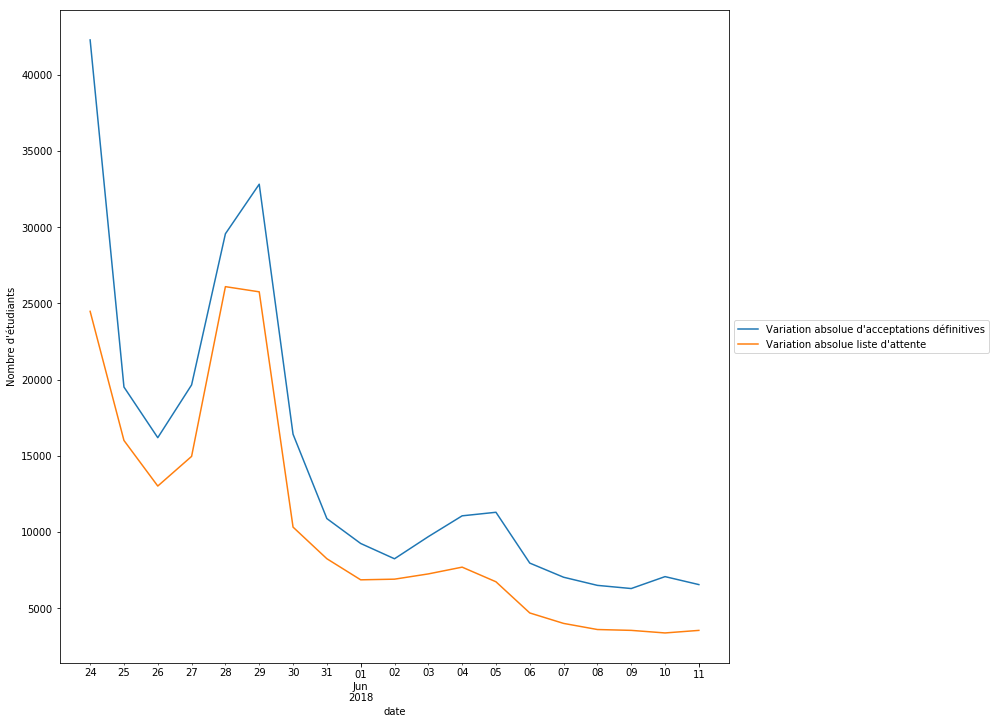 Nombre d'étudiants
40000
35000
30000
25000
20000
15000
10000
5000
24 25 26 27 28 29 30 31 01 02 03 04 05 06 07 08 09 10 11
Jun
2018
date
Variation absolue d'acceptations définitives
Variation absolue liste d'attente